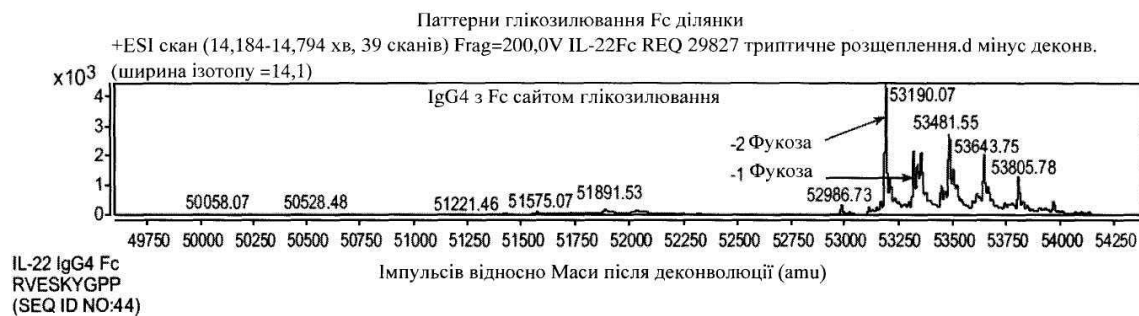 Паттерни глікозилювання Fc ділянки
+ESI скан (14,184-14,794 хв, 39 сканів) Frag=200,0V IL-22Fc REQ 29827 триптичне розщеплення.d мінус деконв.
(ширина ізотопу =14,1)
x10³
IgG4 з Fc сайтом глікозилювання
4
3
2
1
0
53190.07
-2 Фукоза
53481.55
53643.75
-1 Фукоза
53805.78
50058.07 50528.48 51221.46 51575.07 51891.53 52986.73
49750 50000 50250 50500 50750 51000 51250 51500 51750 52000 52250 52500 52750 53000 53250 53500 53750 54000 54250
Імпульсів відносно Маси після деконволюції (amu)
IL-22 IgG4 Fc
RVESKYGPP
(SEQ ID NO:44)